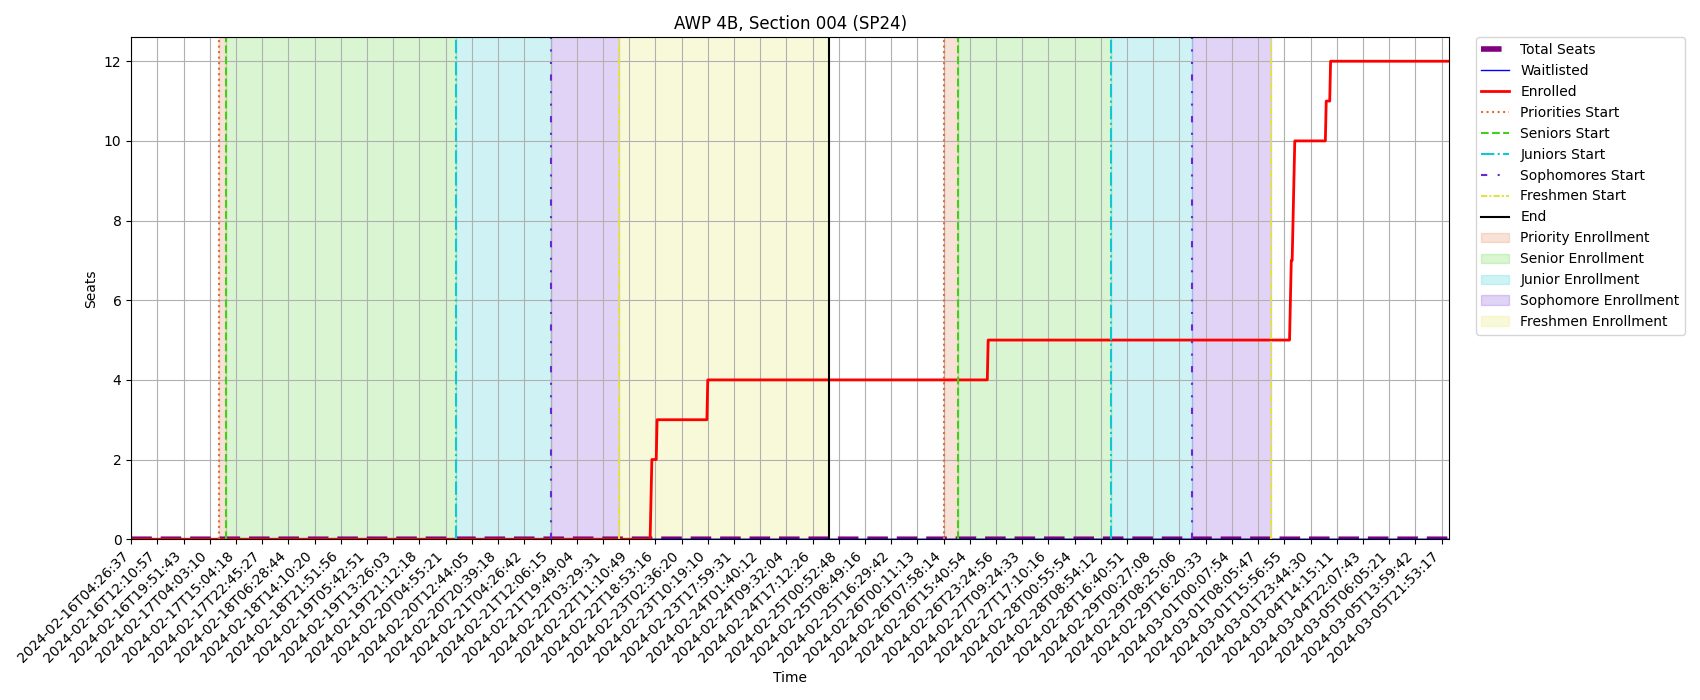 AWP 4B, Section 004 (SP24)
12
10
8
6
4
2
0
Seats
2024-02-16T04:26:37
2024-02-16T12:10:57
2024-02-16T19:51:43
2024-02-17T04:03:10
2024-02-17T15:04:18
2024-02-17T22:45:27
2024-02-18T06:28:44
2024-02-18T14:10:20
2024-02-18T21:51:56
2024-02-19T05:42:51
2024-02-19T13:26:03
2024-02-19T21:12:18
2024-02-20T04:55:21
2024-02-20T12:44:05
2024-02-20T20:39:18
2024-02-21T04:26:42
2024-02-21T12:06:15
2024-02-21T19:49:04
2024-02-22T03:29:31
2024-02-22T11:10:49
2024-02-22T18:53:16
2024-02-23T02:36:20
2024-02-23T10:19:10
2024-02-23T17:59:31
2024-02-24T01:40:12
2024-02-24T09:32:04
2024-02-24T17:12:26
2024-02-25T00:52:48
2024-02-25T08:49:16
2024-02-25T16:29:42
2024-02-26T00:11:13
2024-02-26T07:58:14
2024-02-26T15:40:54
2024-02-26T23:24:56
2024-02-27T09:24:33
2024-02-27T17:10:16
2024-02-28T00:55:54
2024-02-28T08:54:12
2024-02-28T16:40:51
2024-02-29T00:27:08
2024-02-29T08:25:06
2024-02-29T16:20:33
2024-03-01T00:07:54
2024-03-01T08:05:47
2024-03-01T15:56:55
2024-03-01T23:44:30
2024-03-04T14:15:11
2024-03-04T22:07:43
2024-03-05T06:05:21
2024-03-05T13:59:42
2024-03-05T21:53:17
Time
Total Seats
Waitlisted
Enrolled
Priorities Start
Seniors Start
Juniors Start
Sophomores Start
Freshmen Start
End
Priority Enrollment
Senior Enrollment
Junior Enrollment
Sophomore Enrollment
Freshmen Enrollment